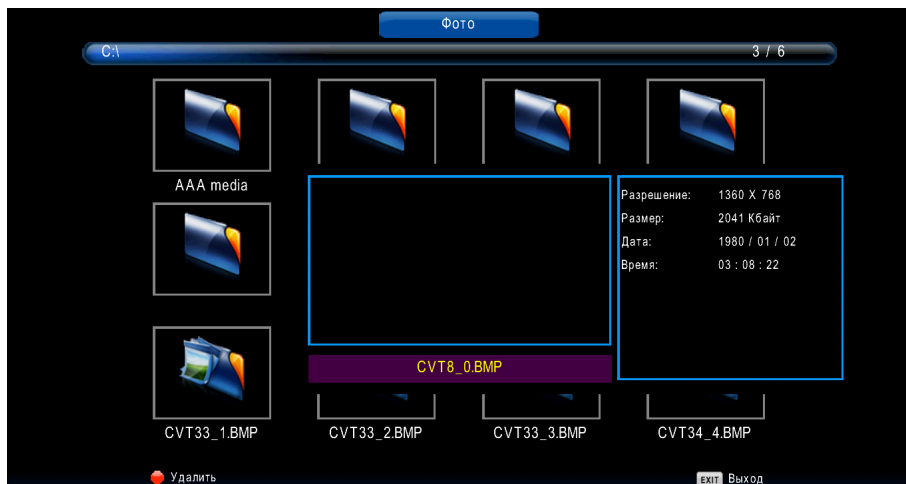 Фото
C:\
3 / 6
AAA media
Разрешение: 1360 X 768
Размер: 2041 Кбайт
Дата: 1980 / 01 / 02
Время: 03 : 08 : 22
CVT8_0.BMP
CVT33_1.BMP CVT33_2.BMP CVT33_3.BMP CVT34_4.BMP
Удалить
EXIT Выход